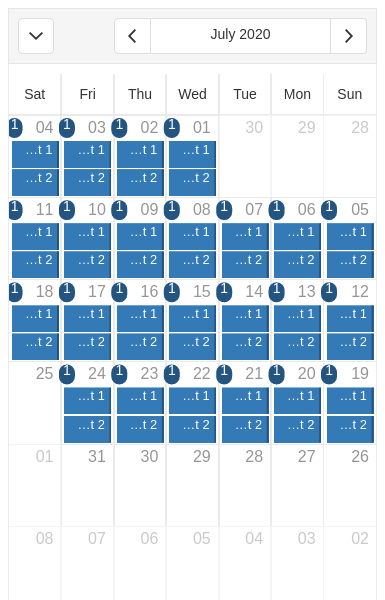 July 2020
Sat Fri Thu Wed Tue Mon Sun
1 04 1 03 1 02 1 01 30 29 28
...t 1 ...t 1 ...t 1 ...t 1
...t 2 ...t 2 ...t 2 ...t 2
1 11 1 10 1 09 1 08 1 07 1 06 1 05
...t 1 ...t 1 ...t 1 ...t 1 ...t 1 ...t 1 ...t 1
...t 2 ...t 2 ...t 2 ...t 2 ...t 2 ...t 2 ...t 2
1 18 1 17 1 16 1 15 1 14 1 13 1 12
...t 1 ...t 1 ...t 1 ...t 1 ...t 1 ...t 1 ...t 1
...t 2 ...t 2 ...t 2 ...t 2 ...t 2 ...t 2 ...t 2
25 1 24 1 23 1 22 1 21 1 20 1 19
...t 1 ...t 1 ...t 1 ...t 1 ...t 1 ...t 1
...t 2 ...t 2 ...t 2 ...t 2 ...t 2 ...t 2
01 31 30 29 28 27 26
08 07 06 05 04 03 02